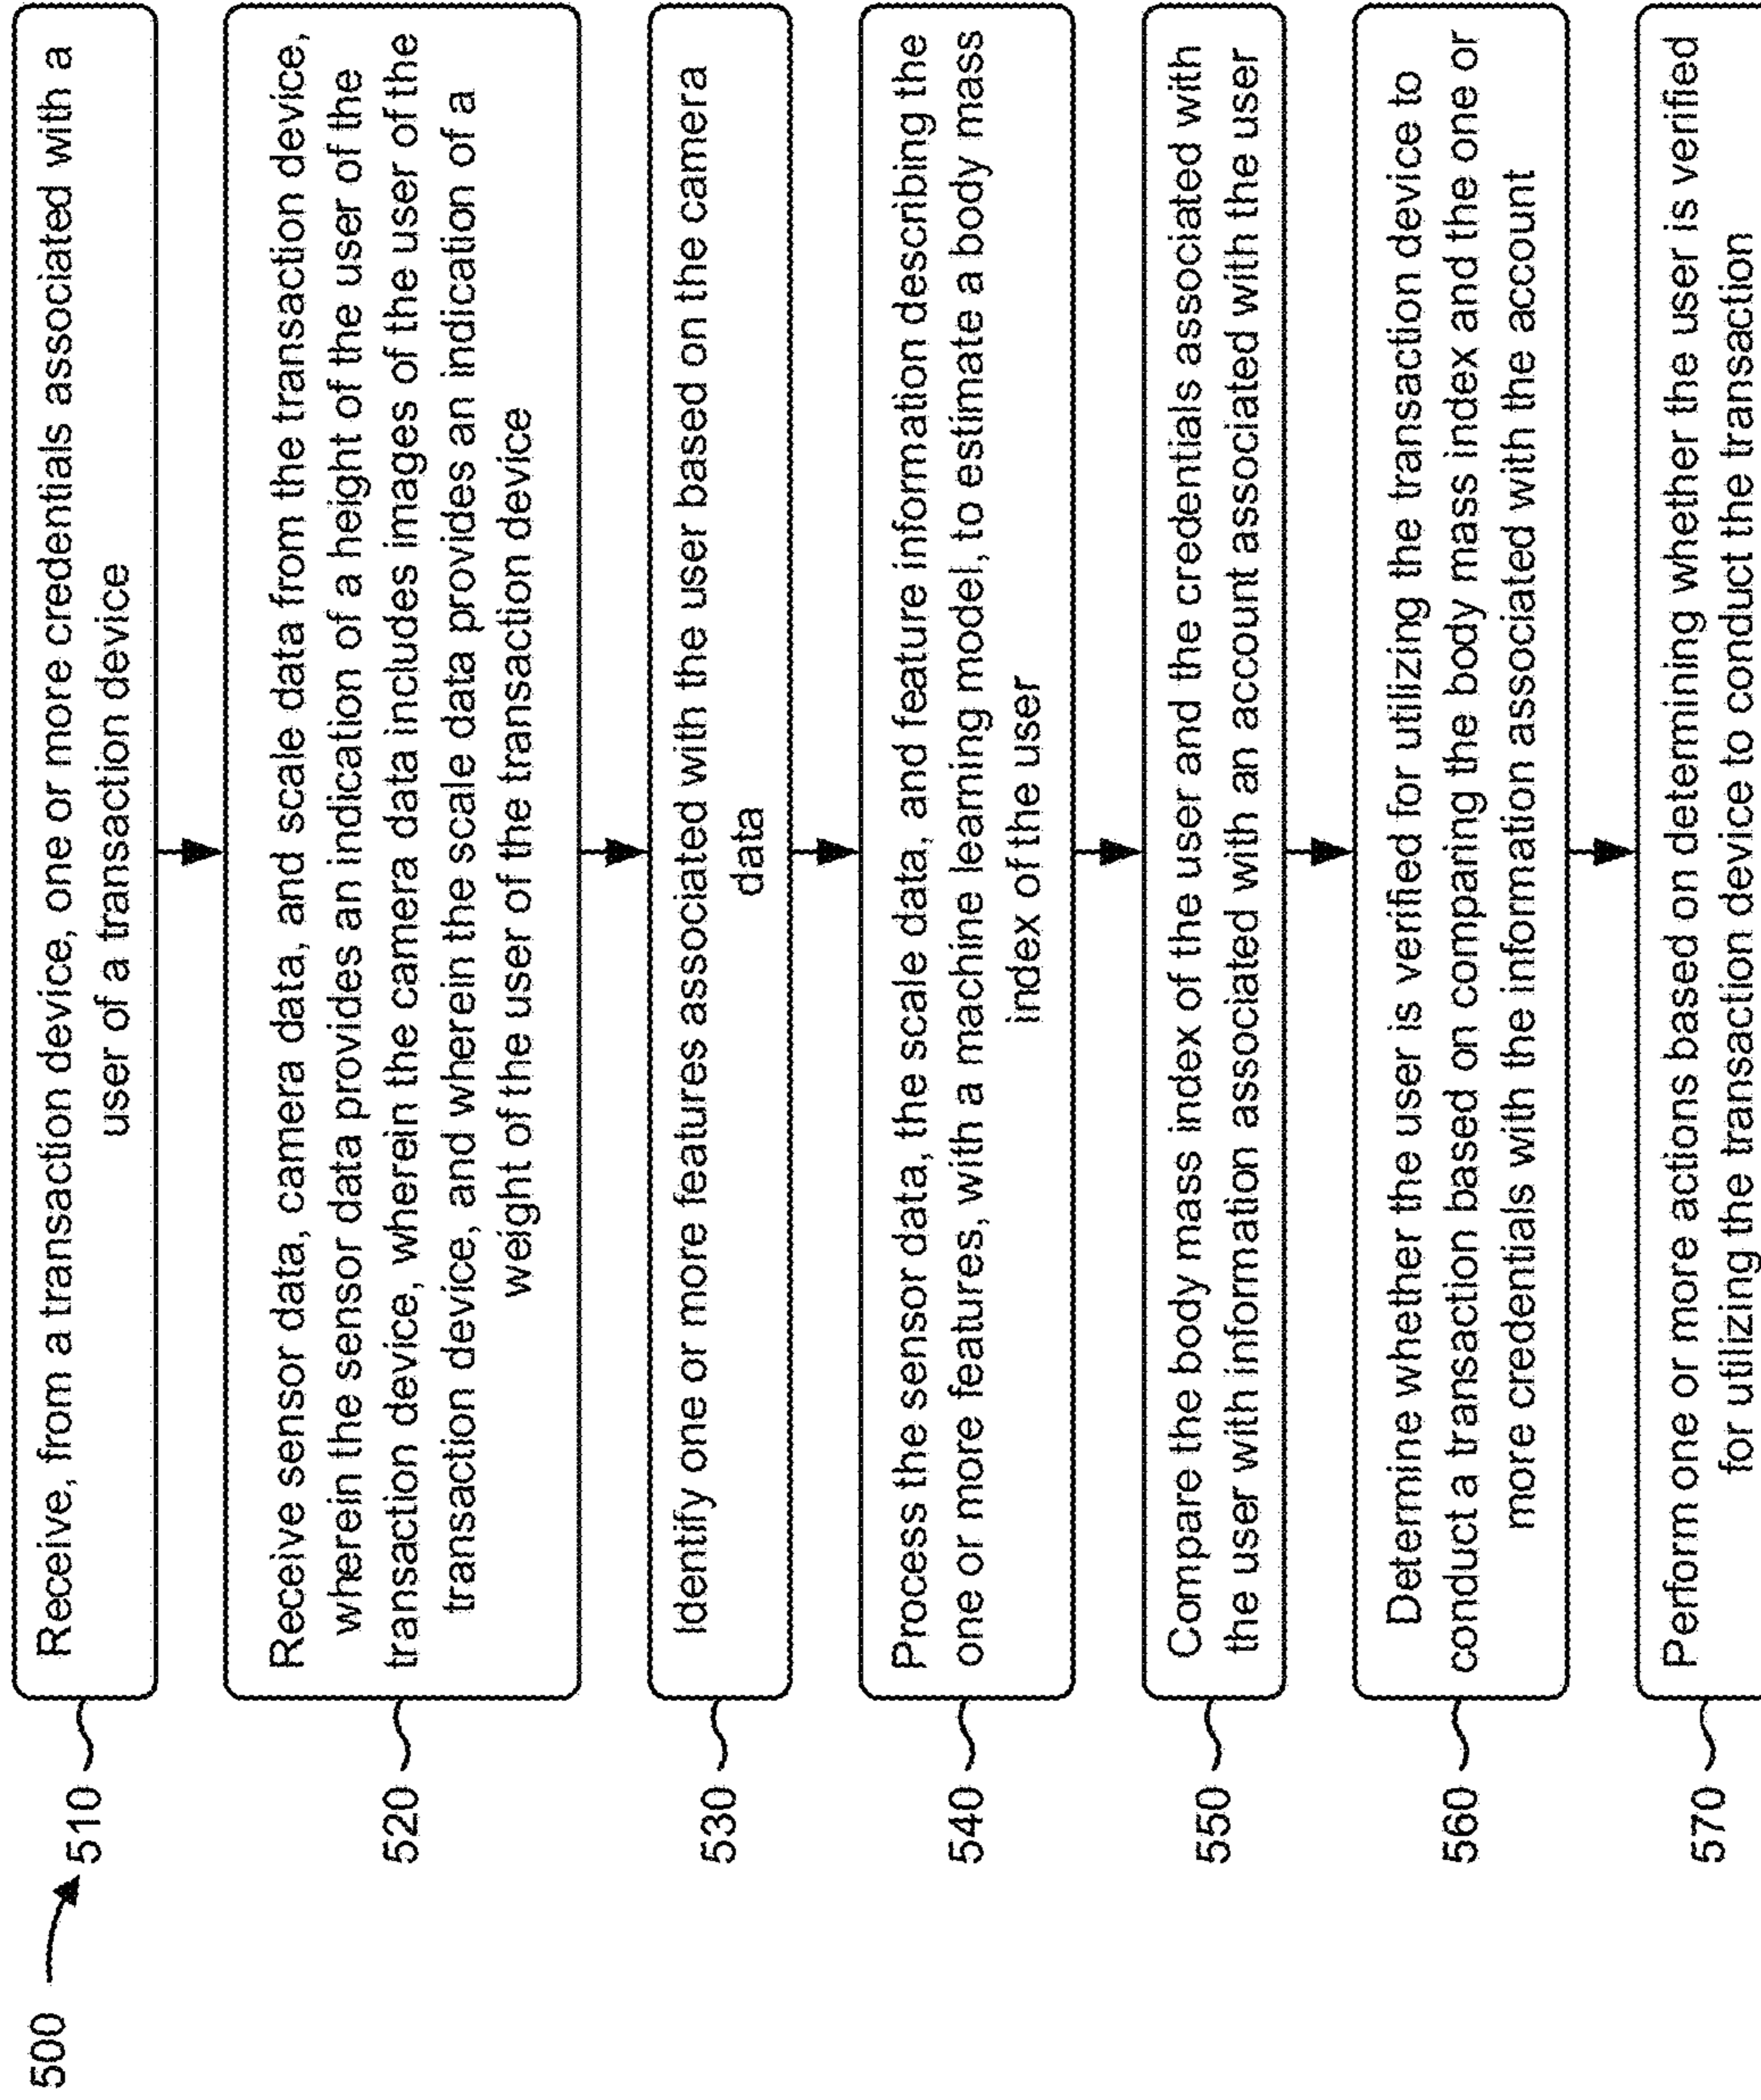 500
510
Receive, from a transaction device, one or more credentials associated with a
user of a transaction device
520
Receive sensor data, camera data, and scale data from the transaction device,
wherein the sensor data provides an indication of a height of the user of the
transaction device, wherein the camera data includes images of the user of the
transaction device, and wherein the scale data provides an indication of a
weight of the user of the transaction device
530
Identify one or more features associated with the user based on the camera
data
540
Process the sensor data, the scale data, and feature information describing the
one or more features, with a machine learning model, to estimate a body mass
index of the user
550
Compare the body mass index of the user and the credentials associated with
the user with information associated with an account associated with the user
560
Determine whether the user is verified for utilizing the transaction device to
conduct a transaction based on comparing the body mass index and the one or
more credentials with the information associated with the account
570
Perform one or more actions based on determining whether the user is verified
for utilizing the transaction device to conduct the transaction